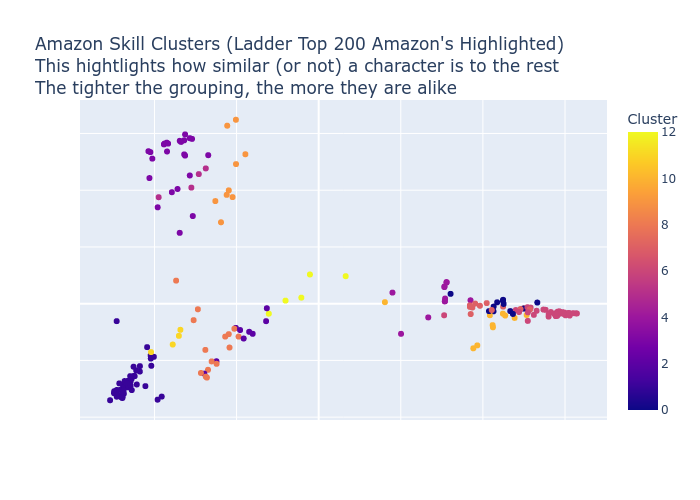 Amazon Skill Clusters (Ladder Top 200 Amazon's Highlighted)
This hightlights how similar (or not) a character is to the rest
The tighter the grouping, the more they are alike
Cluster
12
10
8
6
4
2
0